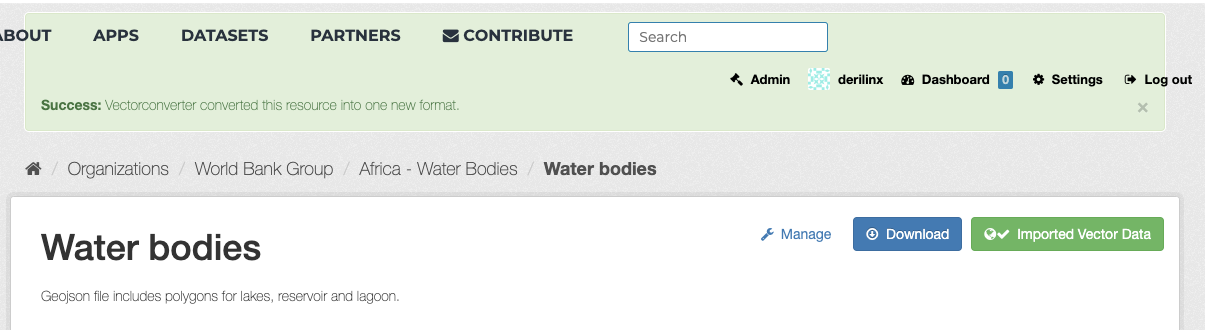 ABOUT APPS DATASETS PARTNERS CONTRIBUTE Search
Admin derilinx Dashboard 0 Settings Log out
Success: Vectorconverter converted this resource into one new format. ×
/ Organizations / World Bank Group / Africa - Water Bodies / Water bodies
Manage Download Imported Vector Data
Water bodies
Geojson file includes polygons for lakes, reservoir and lagoon.